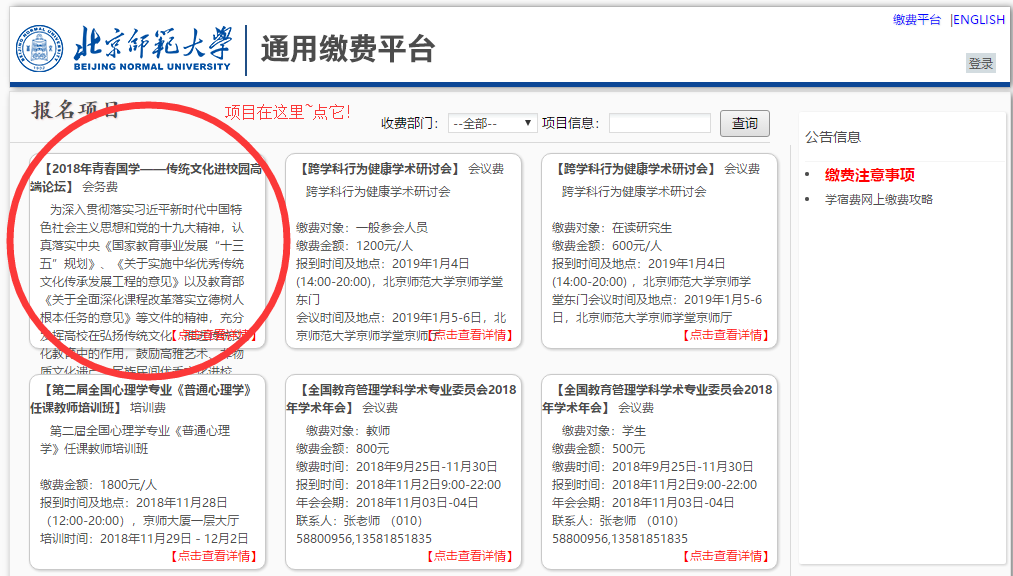 缴费平台 |ENGLISH
北京师范大学
BEIJING NORMAL UNIVERSITY
通用缴费平台
登录
报名项目
项目在这里~点它!
收费部门: --全部-- 项目信息: 查询
【2018年青春国学——传统文化进校园高
端论坛】 会务费
为深入贯彻落实习近平新时代中国特
色社会主义思想和党的十九大精神，认
真落实中央《国家教育事业发展“十三
五”规划》、《关于实施中华优秀传统
文化传承发展工程的意见》以及教育部
《关于全面深化课程改革落实立德树人
根本任务的意见》等文件的精神，充分
发挥高校在弘扬传统文化、推进传统文
【点击查看详情】
化教育中的作用，鼓励高雅艺术、非物
质文化遗产、民族民间优秀文化进校
【跨学科行为健康学术研讨会】 会议费
跨学科行为健康学术研讨会
缴费对象：一般参会人员
缴费金额：1200元/人
报到时间及地点：2019年1月4日
(14:00-20:00)，北京师范大学京师学堂
东门
会议时间及地点：2019年1月5-6日，北
京师范大学京师学堂京师厅
【点击查看详情】
【跨学科行为健康学术研讨会】 会议费
跨学科行为健康学术研讨会
缴费对象：在读研究生
缴费金额：600元/人
报到时间及地点：2019年1月4日
(14:00-20:00)，北京师范大学京师学
堂东门会议时间及地点：2019年1月5-6
日，北京师范大学京师学堂京师厅
【点击查看详情】
【第二届全国心理学专业《普通心理学》
任课教师培训班】 培训费
第二届全国心理学专业《普通心理
学》任课教师培训班
缴费金额：1800元/人
报到时间及地点：2018年11月28日
（12:00-20:00），京师大厦一层大厅
培训时间：2018年11月29日 - 12月2日
【点击查看详情】
【全国教育管理学科学术专业委员会2018
年学术年会】 会议费
缴费对象：教师
缴费金额：800元
缴费时间：2018年9月25日-11月30日
报到时间：2018年11月2日9:00-22:00
年会会期：2018年11月03日-04日
联系人：张老师 （010）
58800956,13581851835
【点击查看详情】
【全国教育管理学科学术专业委员会2018
年学术年会】 会议费
缴费对象：学生
缴费金额：500元
缴费时间：2018年9月25日-11月30日
报到时间：2018年11月2日9:00-22:00
年会会期：2018年11月03日-04日
联系人：张老师 （010）
58800956,13581851835
【点击查看详情】
公告信息
缴费注意事项
学宿费网上缴费攻略